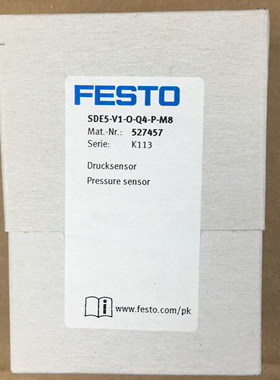 FESTO
SDE5-V1-O-Q4-P-M8
Mat.-Nr.: 527457
Serie: K113
Drucksensor
Pressure sensor
www.festo.com/pk